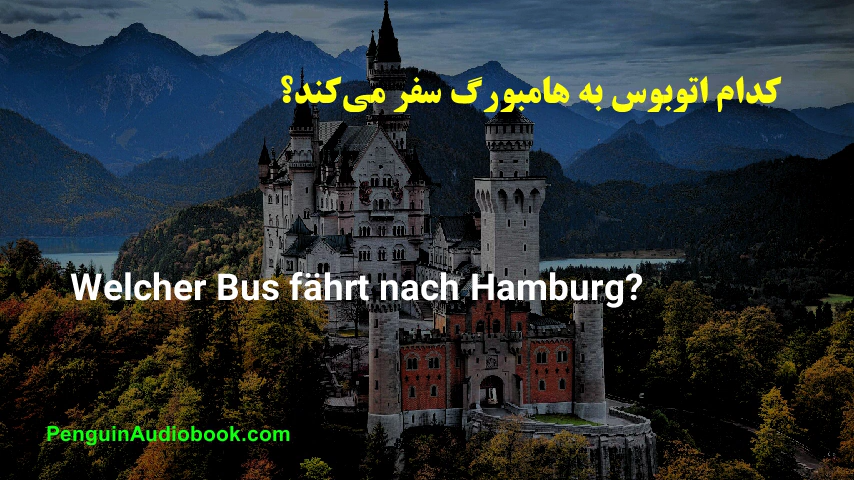 کدام اتوبوس به هامبورگ سفر می‌کند؟
Welcher Bus fährt nach Hamburg?
PenguinAudiobook.com